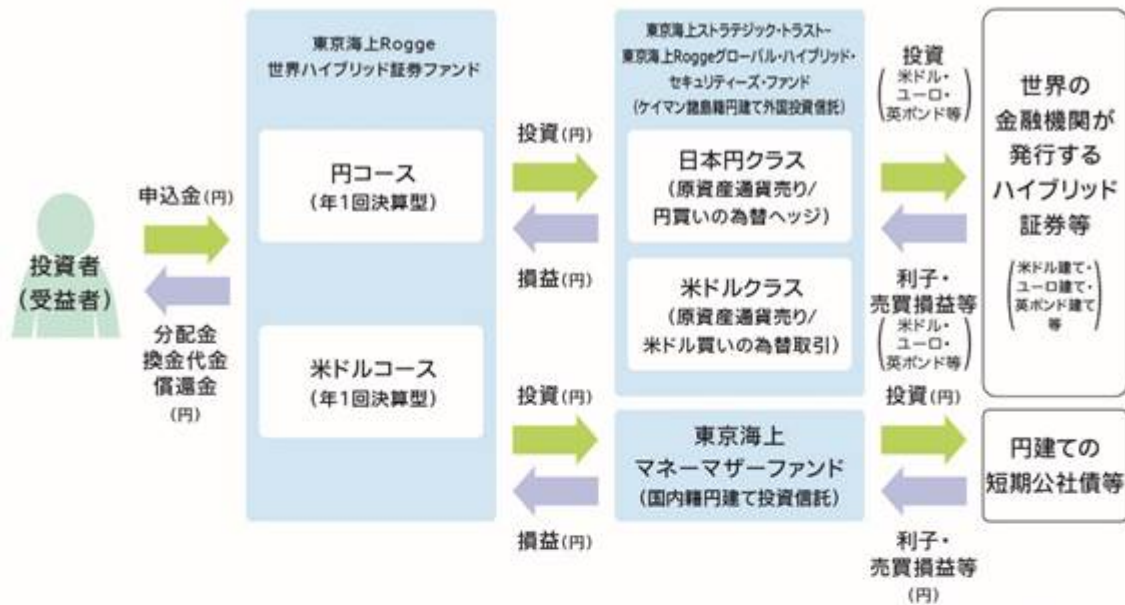 投資者
(受益者)
申込金(円)
分配金
換金代金
償還金
(円)
東京海上Rogge
世界ハイブリッド証券ファンド
円コース
(年1回決算型)
米ドルコース
(年1回決算型)
投資(円)
損益(円)
投資(円)
損益(円)
東京海上ストラテジック・トラスト-
東京海上Roggeグローバル・ハイブリッド・
セキュリティーズ・ファンド
(ケイマン諸島籍円建て外国投資信託)
日本円クラス
(原資産通貨売り/
円買いの為替ヘッジ)
米ドルクラス
(原資産通貨売り/
米ドル買いの為替取引)
東京海上
マネーマザーファンド
(国内籍円建て投資信託)
投資
(米ドル・
ユーロ・
英ポンド等)
利子・
売買損益等
(米ドル・
ユーロ・
英ポンド等)
投資(円)
利子・
売買損益等
(円)
世界の
金融機関が
発行する
ハイブリッド
証券等
(米ドル建て・
ユーロ建て・
英ポンド建て
等)
円建ての
短期公社債等